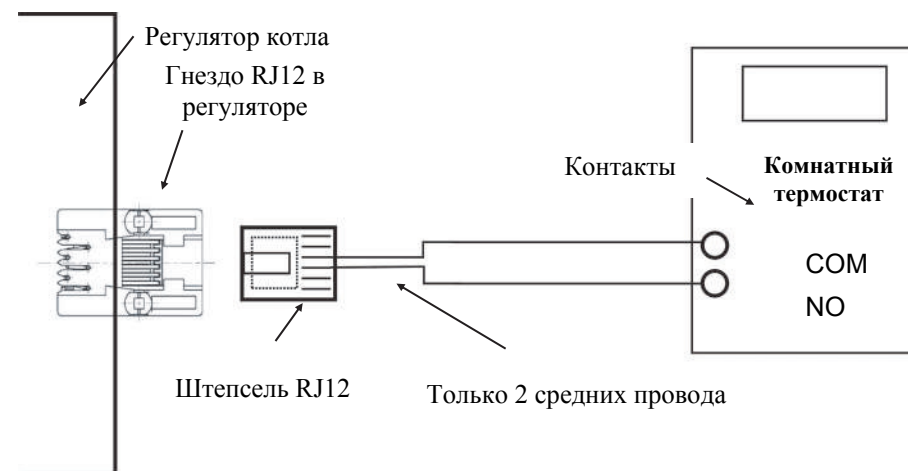 Регулятор котла
Гнездо RJ12 в
регуляторе
Контакты
Комнатный
термостат
COM
NO
Штепсель RJ12
Только 2 средних провода